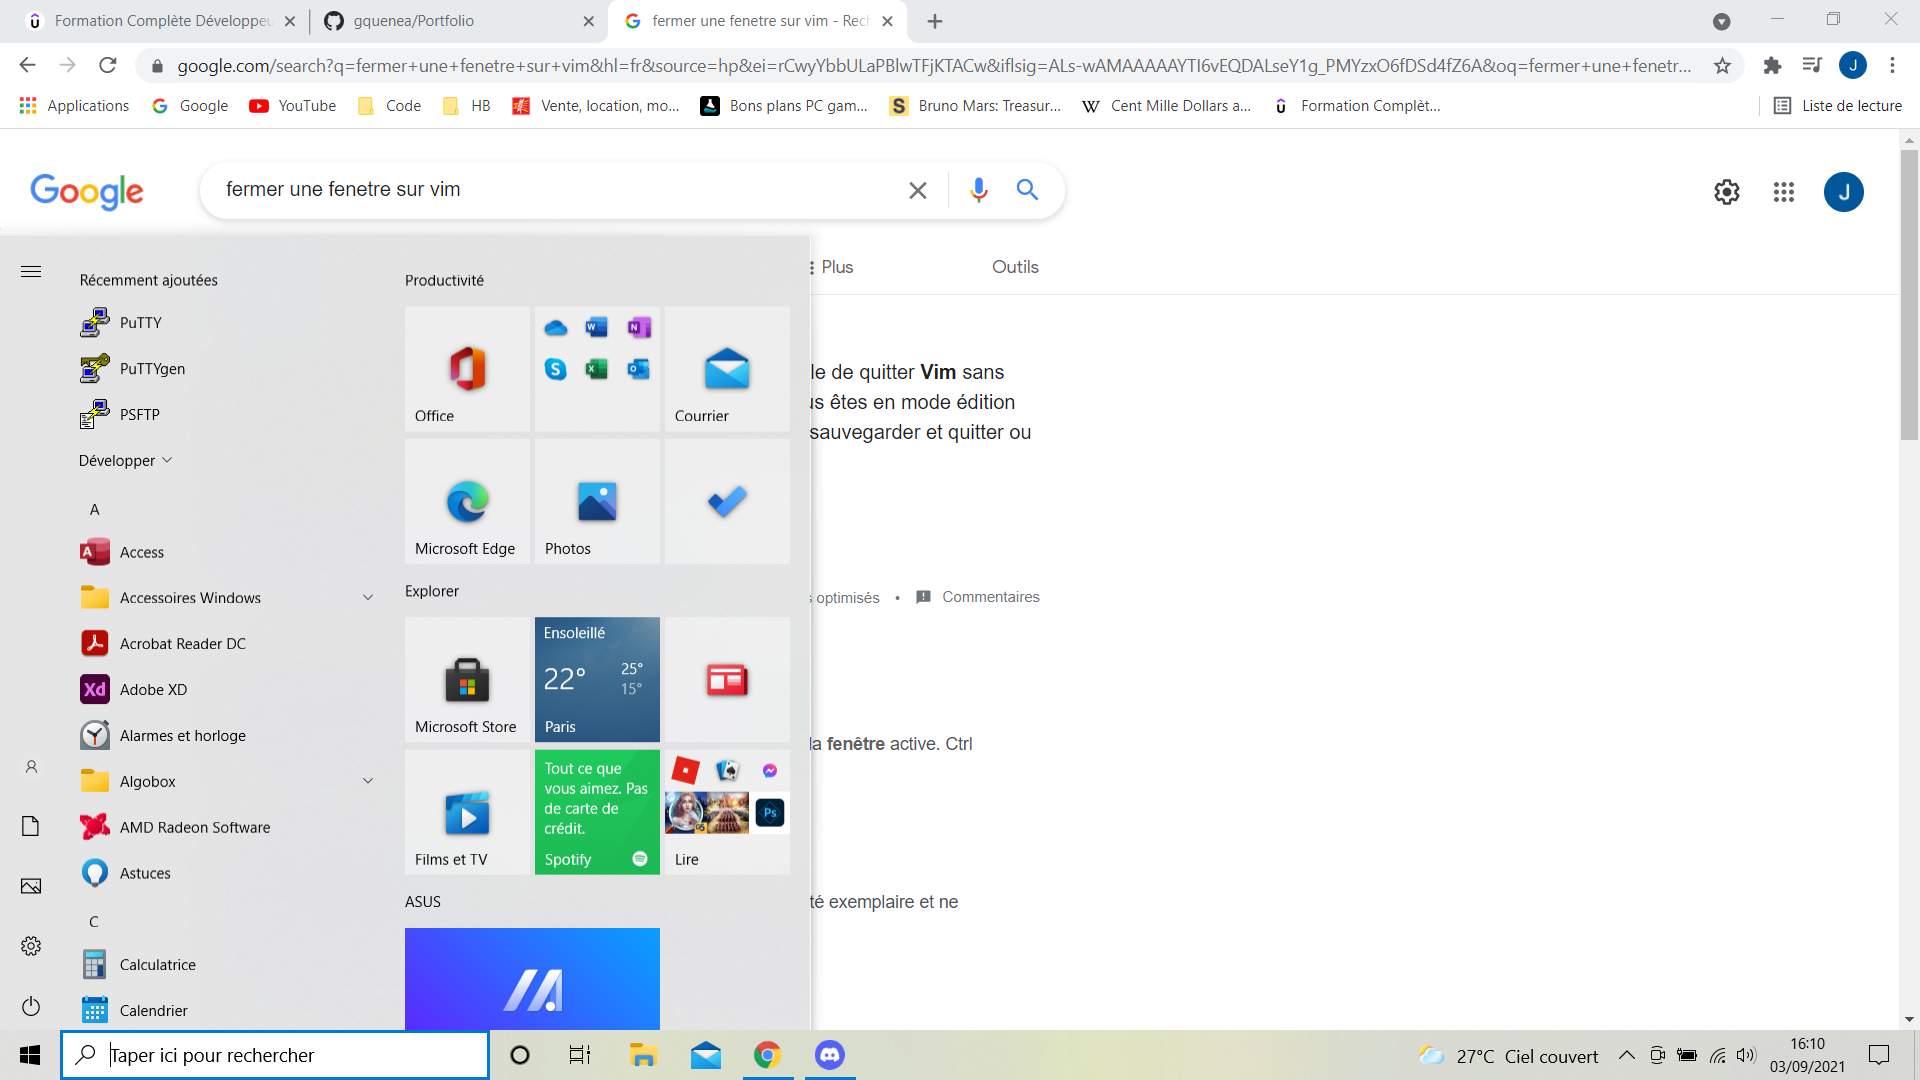 Formation Complète Développeu
gquenea/Portfolio
fermer une fenetre sur vim - Rech
google.com/search?q=fermer+une+fenetre+sur+vim&hl=fr&source=hp&ei=rCwyYbbULaPBlwTFjKTACw&iflsig=ALs-wAMAAAAAYTI6vEQDALseY1g_PMYzxO6fDSd4fZ6A&oq=fermer+une+fenetr...
J
Applications
Google
YouTube
Code
HB
Vente, location, mo...
Bons plans PC gam...
Bruno Mars: Treasur...
Cent Mille Dollars a...
Formation Complèt...
Liste de lecture
Google
fermer une fenetre sur vim
J
Plus
Outils
le de quitter Vim sans
us êtes en mode édition
sauvegarder et quitter ou
s optimisés • Commentaires
la fenêtre active. Ctrl
té exemplaire et ne
Récemment ajoutées
PuTTY
PuTTYgen
PSFTP
Développer
A
Access
Accessoires Windows
Acrobat Reader DC
Adobe XD
Alarmes et horloge
Algobox
AMD Radeon Software
Astuces
C
Calculatrice
Calendrier
Productivité
Office
Courrier
Microsoft Edge
Photos
Explorer
Microsoft Store
Ensoleillé
22°
25°
15°
Paris
Films et TV
Tout ce que
vous aimez. Pas
de carte de
crédit.
Spotify
Lire
ASUS
Taper ici pour rechercher
27°C Ciel couvert
16:10
03/09/2021